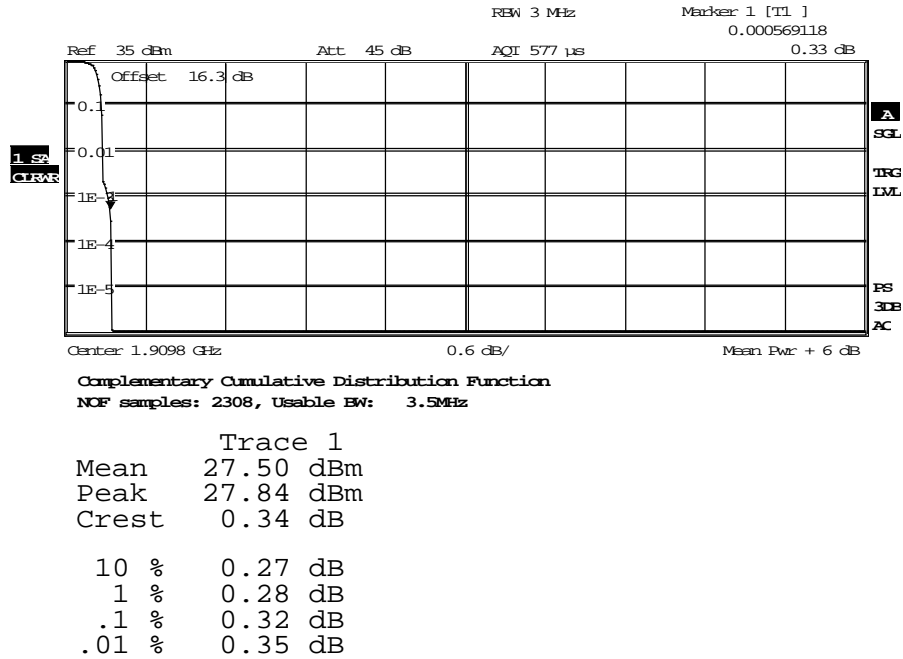 RBW 3 MHz Marker 1 [T1 ]
0.000569118
Ref 35 dBm Att 45 dB AQT 577 µs 0.33 dB
Offset 16.3 dB
0.1
A
SGL
0.01
1 SA
CLRWR
TRG
LVL
1E-3
1E-4
1E-5
PS
3DB
AC
Center 1.9098 GHz 0.6 dB/ Mean Pwr + 6 dB
Complementary Cumulative Distribution Function
NOF samples: 2308, Usable BW: 3.5MHz
Trace 1
Mean 27.50 dBm
Peak 27.84 dBm
Crest 0.34 dB
10 % 0.27 dB
1 % 0.28 dB
.1 % 0.32 dB
.01 % 0.35 dB